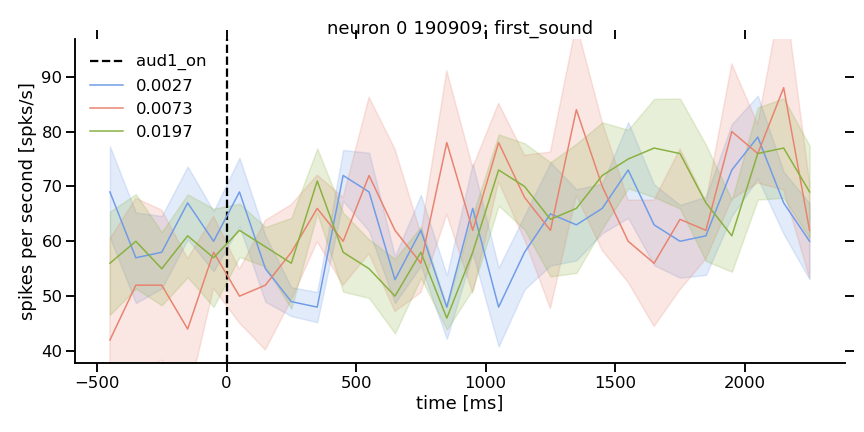 neuron 0 190909: first_sound
aud1_on
0.0027
0.0073
0.0197
spikes per second [spks/s]
90
80
70
60
50
40
−500 0 500 1000 1500 2000
time [ms]